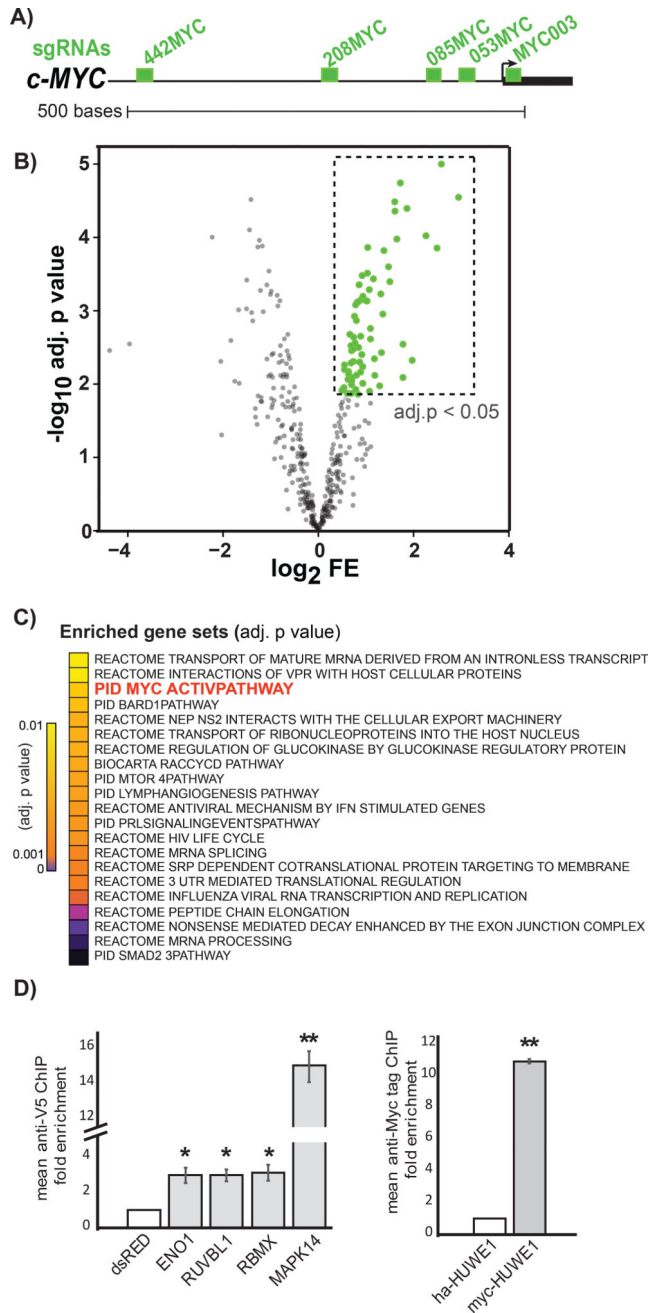 A)
sgRNAs
442MYC
208MYC
085MYC
053MYC
MYC003
c-MYC
500 bases
B)
-log10 adj. p value
5
4
3
2
1
0
adj.p < 0.05
−4
−2
0
2
4
log2 FE
C)
Enriched gene sets (adj. p value)
REACTOME TRANSPORT OF MATURE MRNA DERIVED FROM AN INTRONLESS TRANSCRIPT
REACTOME INTERACTIONS OF VPR WITH HOST CELLULAR PROTEINS
PID MYC ACTIVPATHWAY
PID BARD1PATHWAY
REACTOME NEP NS2 INTERACTS WITH THE CELLULAR EXPORT MACHINERY
REACTOME TRANSPORT OF RIBONUCLEOPROTEINS INTO THE HOST NUCLEUS
REACTOME REGULATION OF GLUCOKINASE BY GLUCOKINASE REGULATORY PROTEIN
BIOCARTA RACCYCD PATHWAY
PID MTOR 4PATHWAY
PID LYMPHANGIOGENESIS PATHWAY
REACTOME ANTIVIRAL MECHANISM BY IFN STIMULATED GENES
PID PRLSIGNALINGEVENTSPATHWAY
REACTOME HIV LIFE CYCLE
REACTOME MRNA SPLICING
REACTOME SRP DEPENDENT COTRANSLATIONAL PROTEIN TARGETING TO MEMBRANE
REACTOME 3 UTR MEDIATED TRANSLATIONAL REGULATION
REACTOME INFLUENZA VIRAL RNA TRANSCRIPTION AND REPLICATION
REACTOME PEPTIDE CHAIN ELONGATION
REACTOME NONSENSE MEDIATED DECAY ENHANCED BY THE EXON JUNCTION COMPLEX
REACTOME MRNA PROCESSING
PID SMAD2 3PATHWAY
(adj. p value)
0.01
0.001
0
D)
mean anti-V5 ChIP
fold enrichment
16
14
4
2
0
*
*
*
**
dsRED
ENO1
RUVBL1
RBMX
MAPK14
mean anti-Myc tag ChIP
fold enrichment
12
10
8
6
4
2
0
**
ha-HUWE1
myc-HUWE1